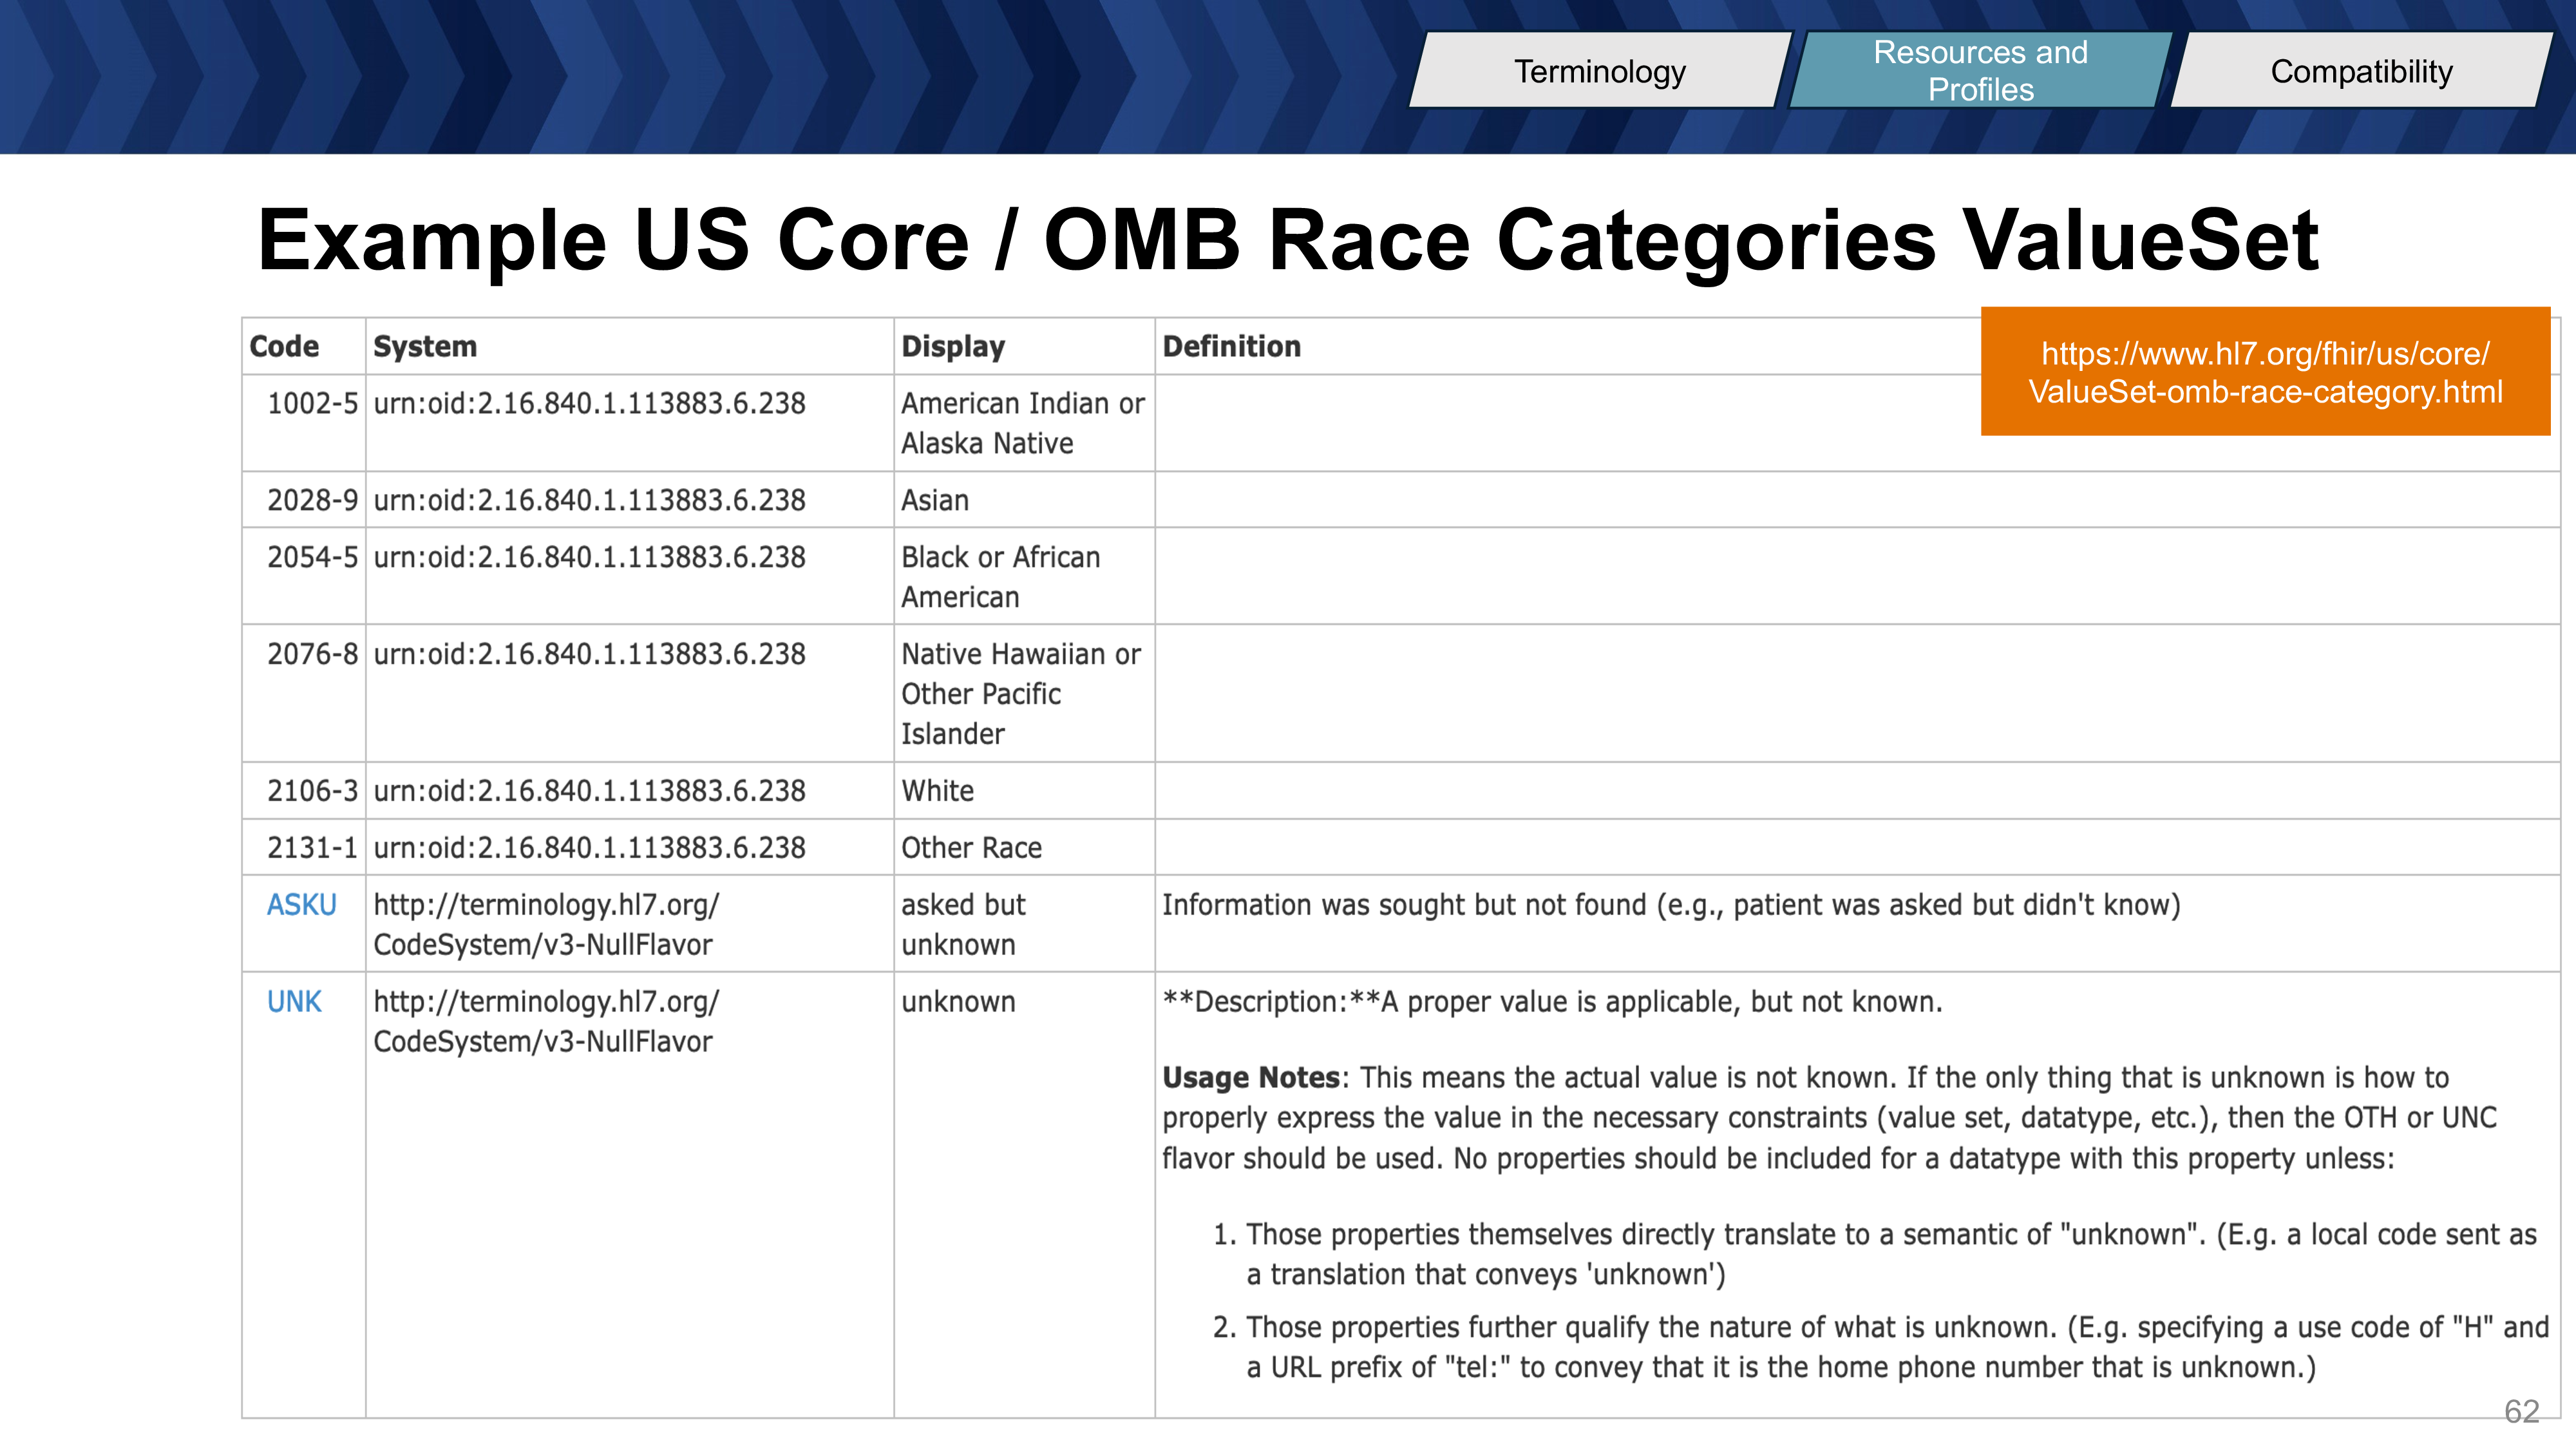 Terminology
Resources and
Profiles
Compatibility
Example US Core / OMB Race Categories ValueSet
https://www.hl7.org/fhir/us/core/
ValueSet-omb-race-category.html
Code System Display Definition
1002-5 urn:oid:2.16.840.1.113883.6.238 American Indian or
Alaska Native
2028-9 urn:oid:2.16.840.1.113883.6.238 Asian
2054-5 urn:oid:2.16.840.1.113883.6.238 Black or African
American
2076-8 urn:oid:2.16.840.1.113883.6.238 Native Hawaiian or
Other Pacific
Islander
2106-3 urn:oid:2.16.840.1.113883.6.238 White
2131-1 urn:oid:2.16.840.1.113883.6.238 Other Race
ASKU http://terminology.hl7.org/ asked but Information was sought but not found (e.g., patient was asked but didn't know)
CodeSystem/v3-NullFlavor unknown
UNK http://terminology.hl7.org/ unknown **Description:**A proper value is applicable, but not known.
CodeSystem/v3-NullFlavor
Usage Notes: This means the actual value is not known. If the only thing that is unknown is how to
properly express the value in the necessary constraints (value set, datatype, etc.), then the OTH or UNC
flavor should be used. No properties should be included for a datatype with this property unless:
1. Those properties themselves directly translate to a semantic of "unknown". (E.g. a local code sent as
a translation that conveys 'unknown')
2. Those properties further qualify the nature of what is unknown. (E.g. specifying a use code of "H" and
a URL prefix of "tel:" to convey that it is the home phone number that is unknown.)
62